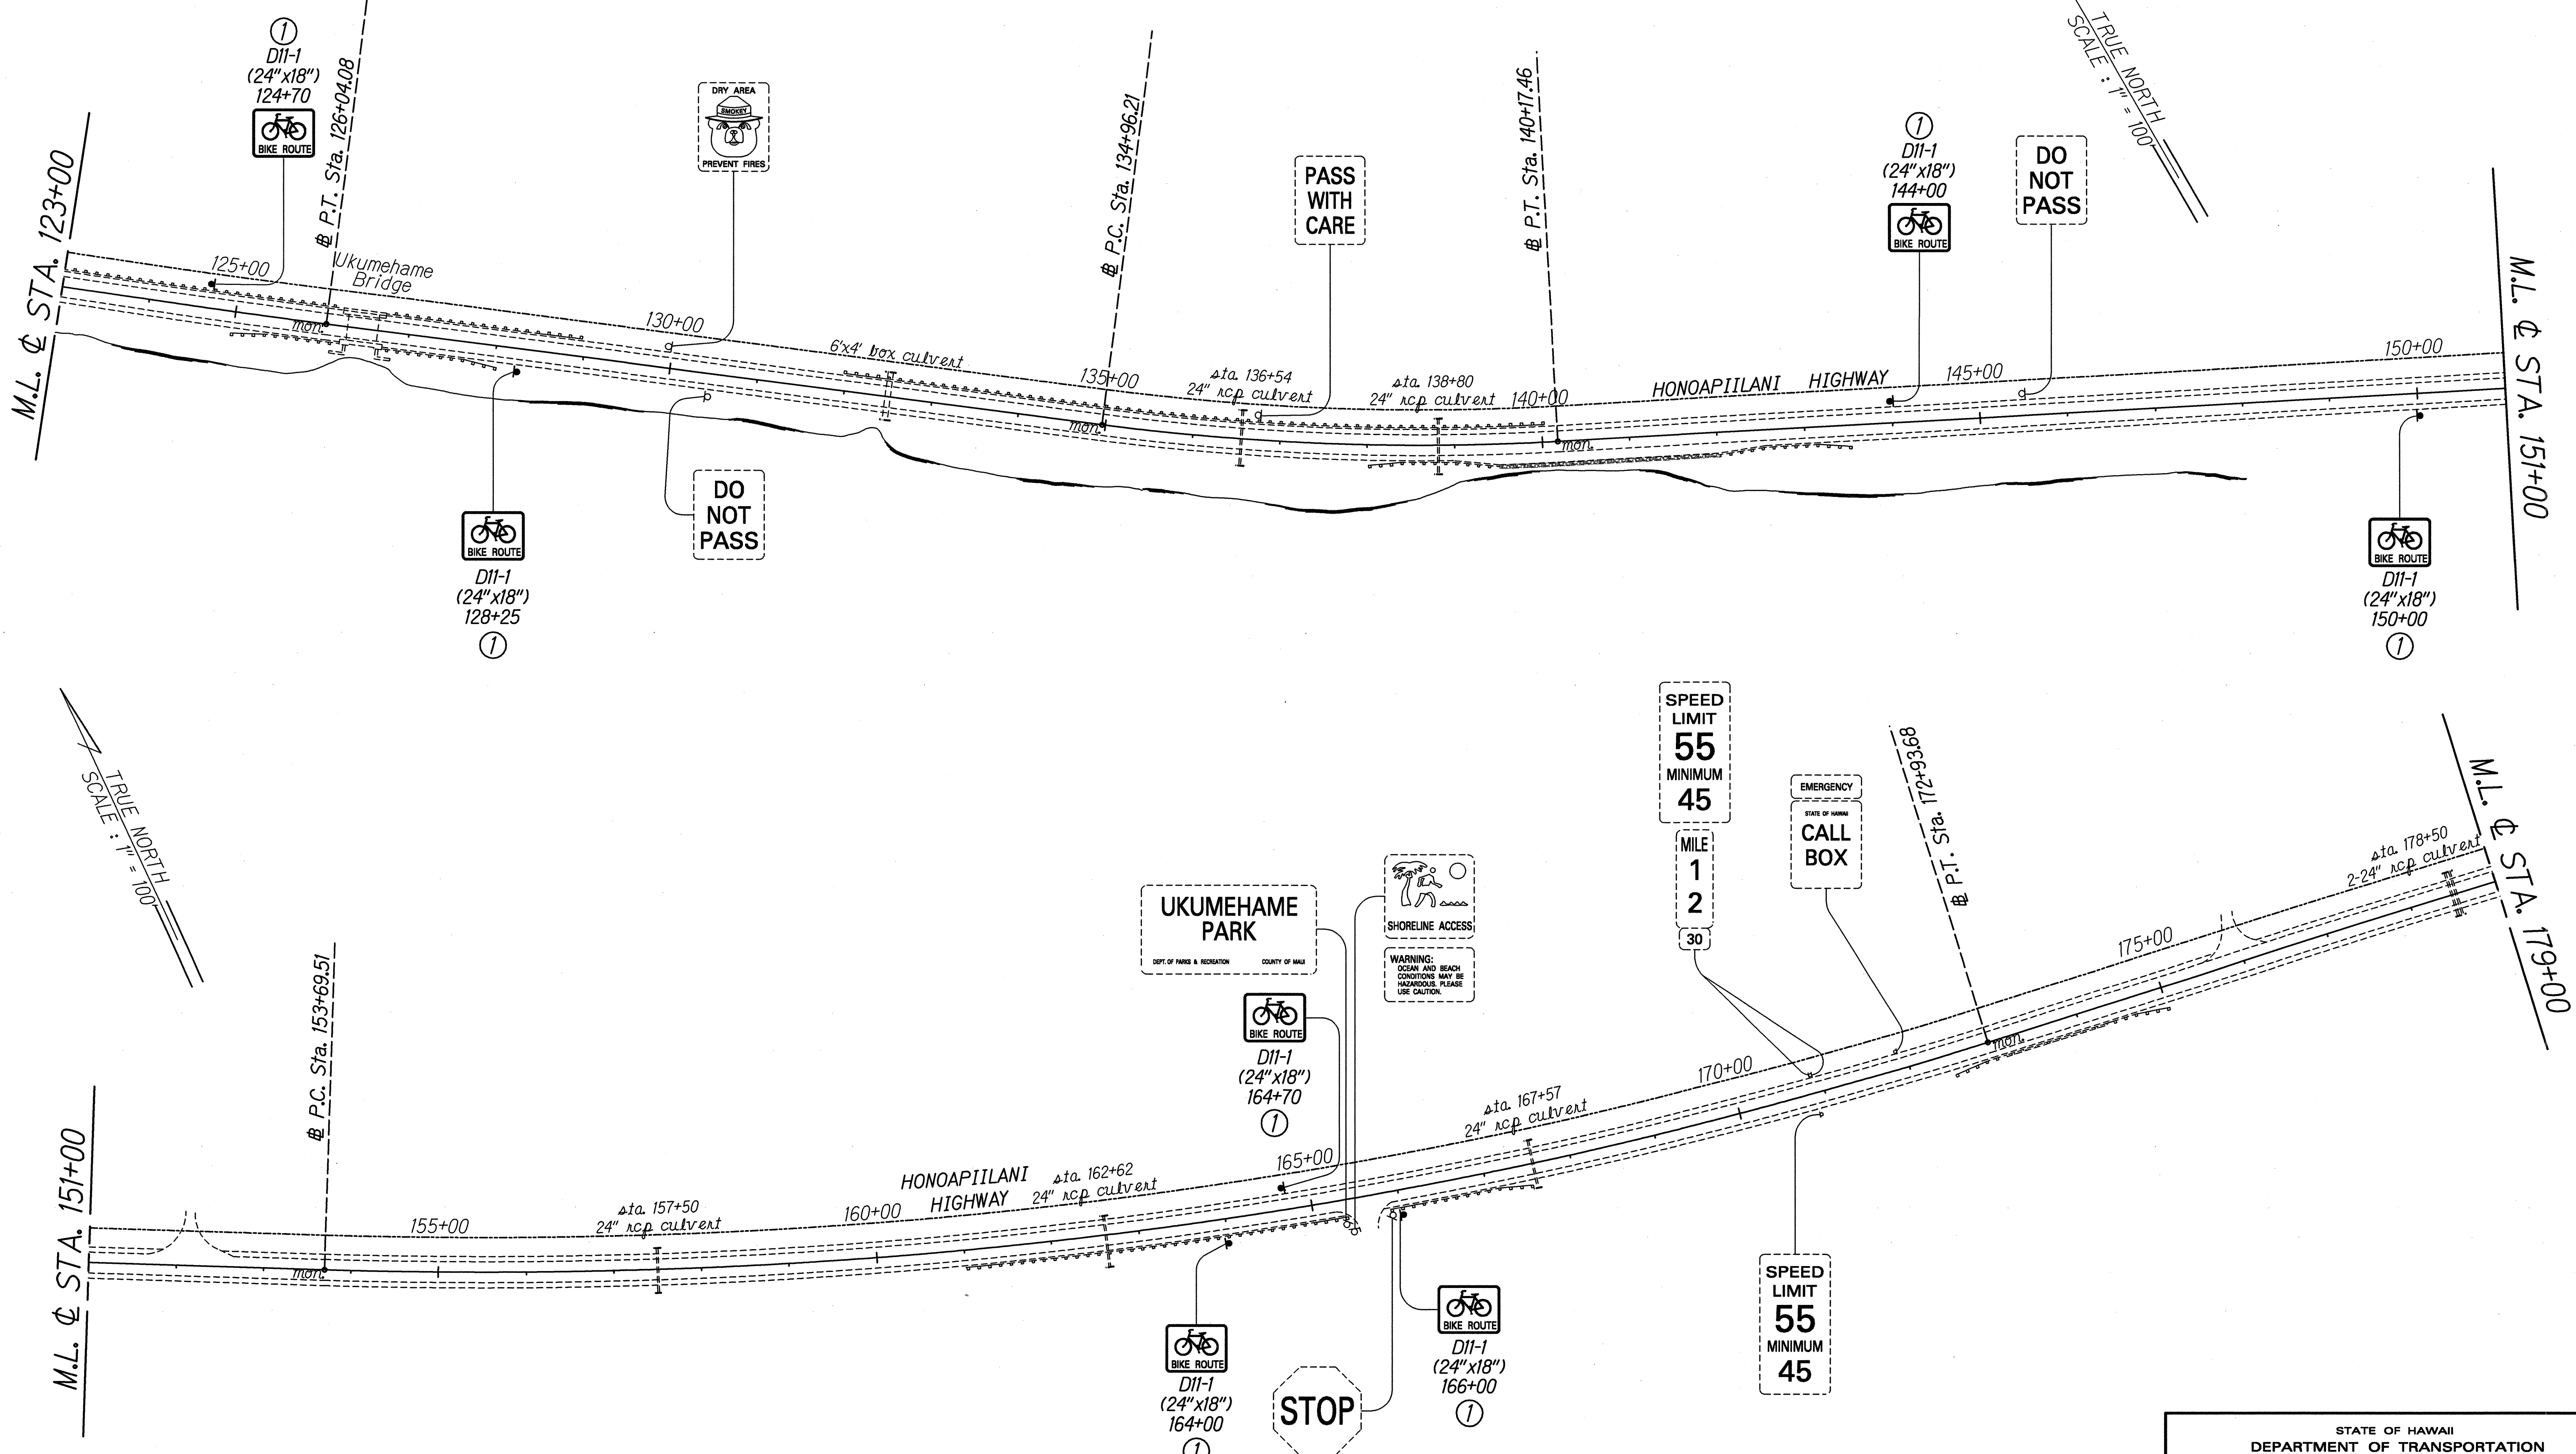 1
D11-1
(24"x18")
124+70
BIKE ROUTE
M.L. ℄ STA. 123+00
125+00
℔ P.T. Sta. 126+04.08
Ukumehame
Bridge
mon.
BIKE ROUTE
D11-1
(24"x18")
128+25
1
DRY AREA
SMOKEY
PREVENT FIRES
130+00
DO
NOT
PASS
6'x4' box culvert
℔ P.C. Sta. 134+96.21
135+00
mon.
sta. 136+54
24" rcp culvert
PASS
WITH
CARE
sta. 138+80
24" rcp culvert
140+00
℔ P.T. Sta. 140+17.46
mon.
HONOAPIILANI HIGHWAY
1
D11-1
(24"x18")
144+00
BIKE ROUTE
145+00
DO
NOT
PASS
TRUE NORTH
SCALE : 1" = 100'
150+00
BIKE ROUTE
D11-1
(24"x18")
150+00
1
M.L. ℄ STA. 151+00
TRUE NORTH
SCALE : 1" = 100'
M.L. ℄ STA. 151+00
℔ P.C. Sta. 153+69.51
mon.
155+00
sta. 157+50
24" rcp culvert
160+00
HONOAPIILANI
HIGHWAY
sta. 162+62
24" rcp culvert
UKUMEHAME
PARK
DEPT. OF PARKS & RECREATION COUNTY OF MAUI
BIKE ROUTE
D11-1
(24"x18")
164+70
1
165+00
SHORELINE ACCESS
WARNING:
OCEAN AND BEACH
CONDITIONS MAY BE
HAZARDOUS. PLEASE
USE CAUTION.
BIKE ROUTE
D11-1
(24"x18")
164+00
1
STOP
BIKE ROUTE
D11-1
(24"x18")
166+00
1
sta. 167+57
24" rcp culvert
SPEED
LIMIT
55
MINIMUM
45
MILE
1
2
30
170+00
EMERGENCY
STATE OF HAWAII
CALL
BOX
SPEED
LIMIT
55
MINIMUM
45
℔ P.T. Sta. 172+93.68
mon.
175+00
sta. 178+50
2-24" rcp culvert
M.L. ℄ STA. 179+00
STATE OF HAWAII
DEPARTMENT OF TRANSPORTATION